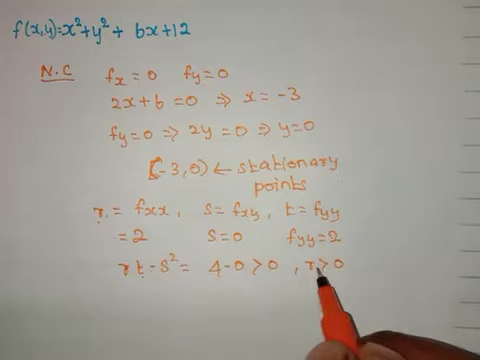 f(x,y)=x²+y²+ 6x+12
N.C fx=0 fy=0
2x+6=0 ⇒ x=-3
fy=0 ⇒ 2y=0 ⇒ y=0
(-3,0) ← stationary
points
r = fxx, s=fxy, t=fyy
=2 s=0 fyy=2
rt-s²= 4-0>0, r>0